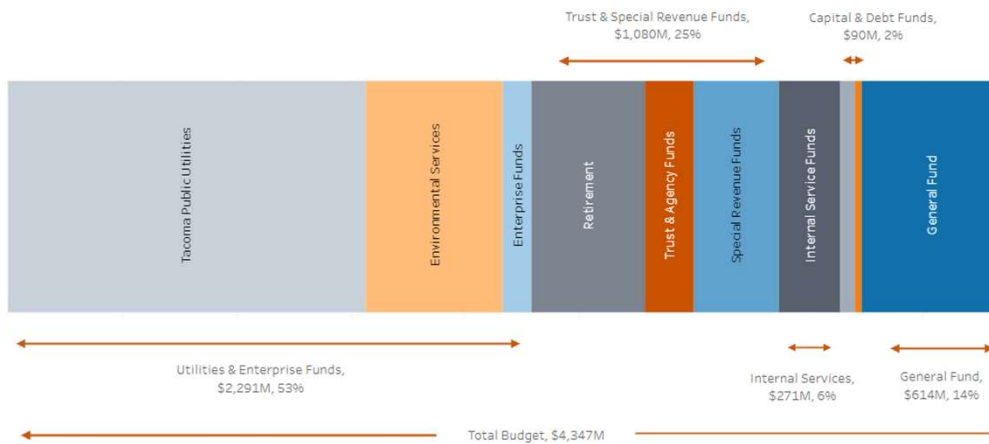 Trust & Special Revenue Funds,
$1,080M, 25%
Capital & Debt Funds,
$90M, 2%
Tacoma Public Utilities
Environmental Services
Enterprise Funds
Retirement
Trust & Agency Funds
Special Revenue Funds
Internal Service Funds
General Fund
Utilities & Enterprise Funds,
$2,291M, 53%
Internal Services,
$271M, 6%
General Fund,
$614M, 14%
Total Budget, $4,347M